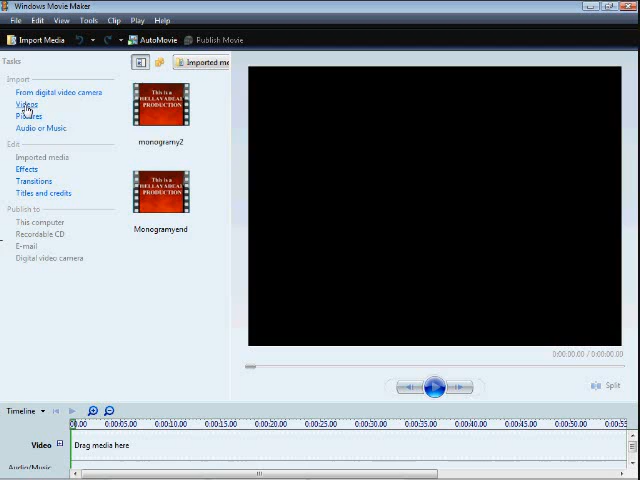 Windows Movie Maker
File Edit View Tools Clip Play Help
Import Media AutoMovie Publish Movie
Tasks
Imported me
Import
From digital video camera
Videos
Pictures
Audio or Music
Edit
Imported media
Effects
Transitions
Titles and credits
Publish to
This computer
Recordable CD
E-mail
Digital video camera
This is a
HELLAVADEAL
PRODUCTION
monogramy2
This is a
HELLAVADEAL
PRODUCTION
Monogramyend
0:00:00.00 / 0:00:00.00
Split
Timeline
00.00 0:00:05.00 0:00:10.00 0:00:15.00 0:00:20.00 0:00:25.00 0:00:30.00 0:00:35.00 0:00:40.00 0:00:45.00 0:00:50.00 0:00:55
Video Drag media here
Audio/Music